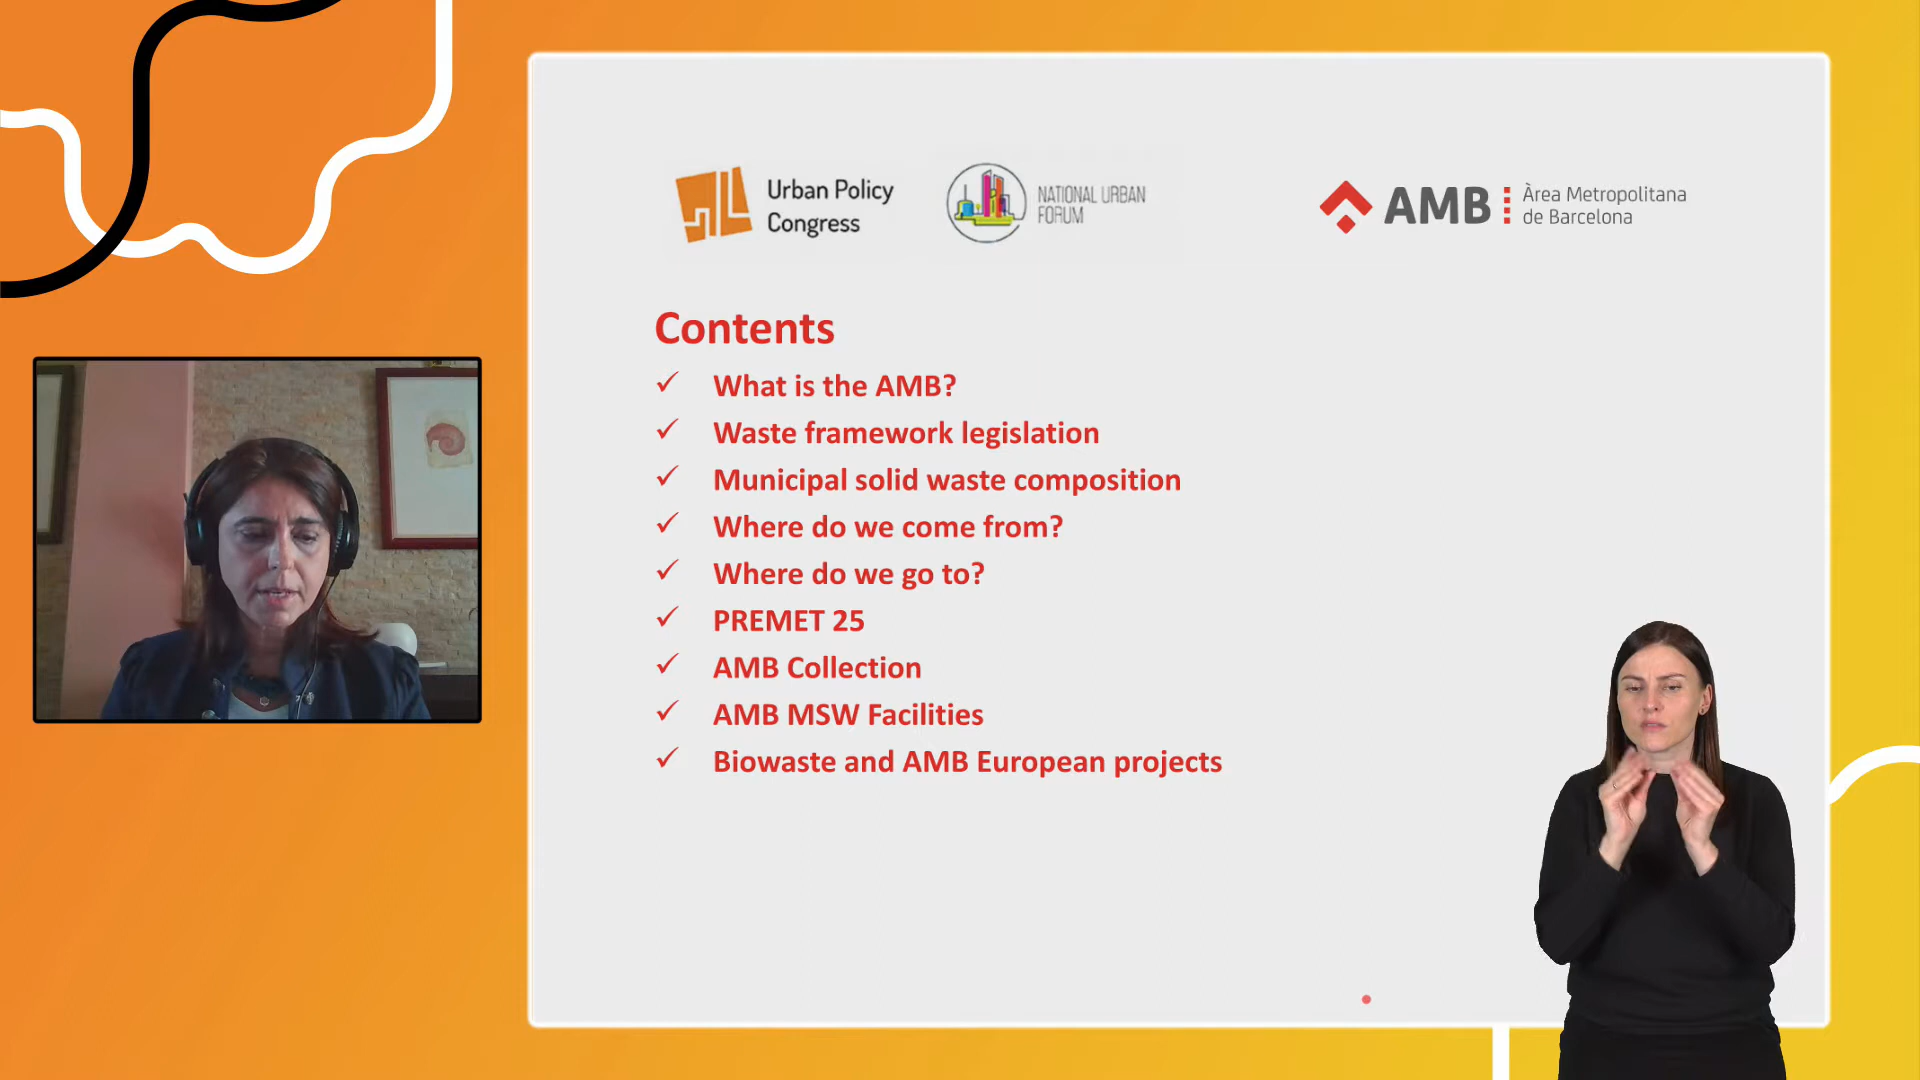 Urban Policy
Congress
NATIONAL URBAN
FORUM
AMB
Àrea Metropolitana
de Barcelona
Contents
✓ What is the AMB?
✓ Waste framework legislation
✓ Municipal solid waste composition
✓ Where do we come from?
✓ Where do we go to?
✓ PREMET 25
✓ AMB Collection
✓ AMB MSW Facilities
✓ Biowaste and AMB European projects